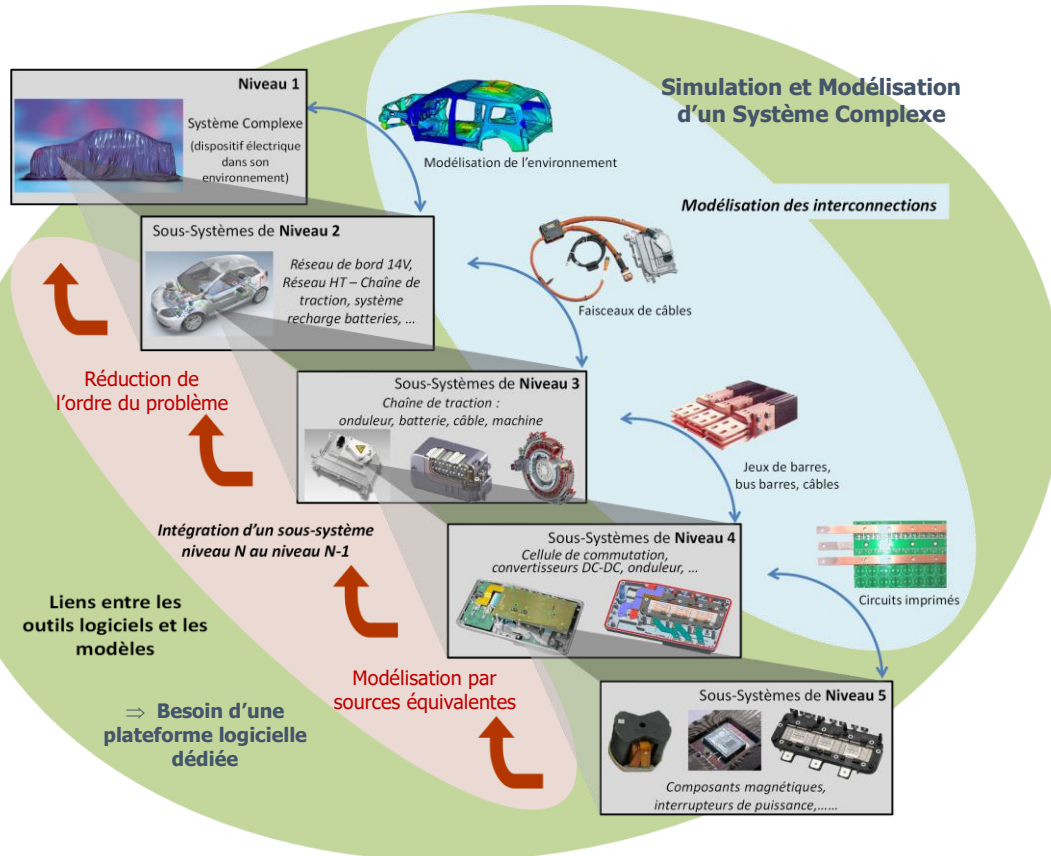 Simulation et Modélisation
d'un Système Complexe
Niveau 1
Système Complexe
(dispositif électrique
dans son
environnement)
Modélisation de l'environnement
Modélisation des interconnections
Sous-Systèmes de Niveau 2
Réseau de bord 14V,
Réseau HT – Chaîne de
traction, système
recharge batteries, ...
Faisceaux de câbles
Réduction de
l'ordre du problème
Sous-Systèmes de Niveau 3
Chaîne de traction :
onduleur, batterie, câble, machine
Jeux de barres,
bus barres, câbles
Intégration d'un sous-système
niveau N au niveau N-1
Sous-Systèmes de Niveau 4
Cellule de commutation,
convertisseurs DC-DC, onduleur, ...
Circuits imprimés
Liens entre les
outils logiciels et les
modèles
Modélisation par
sources équivalentes
⇒ Besoin d'une
plateforme logicielle
dédiée
Sous-Systèmes de Niveau 5
Composants magnétiques,
interrupteurs de puissance,......